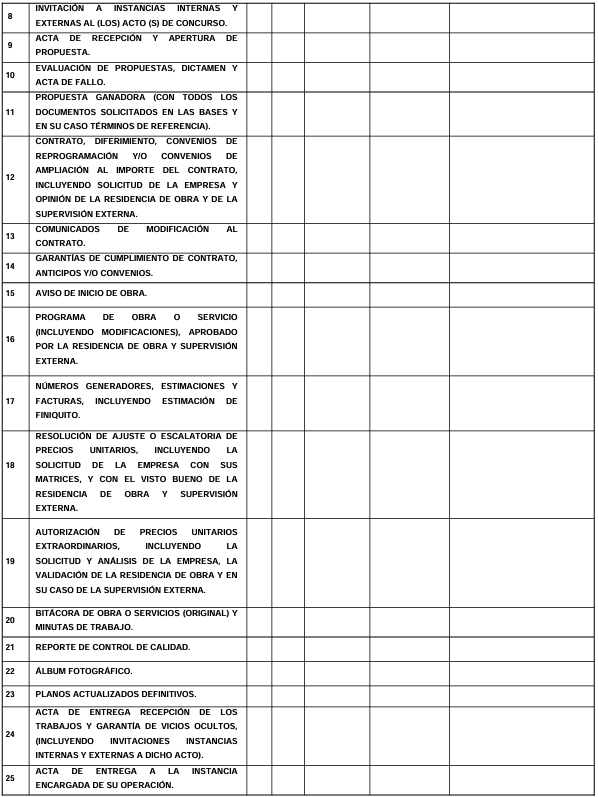 8
INVITACIÓN A INSTANCIAS INTERNAS Y
EXTERNAS AL (LOS) ACTO (S) DE CONCURSO.
9
ACTA DE RECEPCIÓN Y APERTURA DE
PROPUESTA.
10
EVALUACIÓN DE PROPUESTAS, DICTAMEN Y
ACTA DE FALLO.
11
PROPUESTA GANADORA (CON TODOS LOS
DOCUMENTOS SOLICITADOS EN LAS BASES Y
EN SU CASO TÉRMINOS DE REFERENCIA).
12
CONTRATO, DIFERIMIENTO, CONVENIOS DE
REPROGRAMACIÓN Y/O CONVENIOS DE
AMPLIACIÓN AL IMPORTE DEL CONTRATO,
INCLUYENDO SOLICITUD DE LA EMPRESA Y
OPINIÓN DE LA RESIDENCIA DE OBRA Y DE LA
SUPERVISIÓN EXTERNA.
13
COMUNICADOS DE MODIFICACIÓN AL
CONTRATO.
14
GARANTÍAS DE CUMPLIMIENTO DE CONTRATO,
ANTICIPOS Y/O CONVENIOS.
15
AVISO DE INICIO DE OBRA.
16
PROGRAMA DE OBRA O SERVICIO
(INCLUYENDO MODIFICACIONES), APROBADO
POR LA RESIDENCIA DE OBRA Y SUPERVISIÓN
EXTERNA.
17
NÚMEROS GENERADORES, ESTIMACIONES Y
FACTURAS, INCLUYENDO ESTIMACIÓN DE
FINIQUITO.
18
RESOLUCIÓN DE AJUSTE O ESCALATORIA DE
PRECIOS UNITARIOS, INCLUYENDO LA
SOLICITUD DE LA EMPRESA CON SUS
MATRICES, Y CON EL VISTO BUENO DE LA
RESIDENCIA DE OBRA Y SUPERVISIÓN
EXTERNA.
19
AUTORIZACIÓN DE PRECIOS UNITARIOS
EXTRAORDINARIOS, INCLUYENDO LA
SOLICITUD Y ANÁLISIS DE LA EMPRESA, LA
VALIDACIÓN DE LA RESIDENCIA DE OBRA Y EN
SU CASO DE LA SUPERVISIÓN EXTERNA.
20
BITÁCORA DE OBRA O SERVICIOS (ORIGINAL) Y
MINUTAS DE TRABAJO.
21
REPORTE DE CONTROL DE CALIDAD.
22
ÁLBUM FOTOGRÁFICO.
23
PLANOS ACTUALIZADOS DEFINITIVOS.
24
ACTA DE ENTREGA RECEPCIÓN DE LOS
TRABAJOS Y GARANTÍA DE VICIOS OCULTOS,
(INCLUYENDO INVITACIONES INSTANCIAS
INTERNAS Y EXTERNAS A DICHO ACTO).
25
ACTA DE ENTREGA A LA INSTANCIA
ENCARGADA DE SU OPERACIÓN.